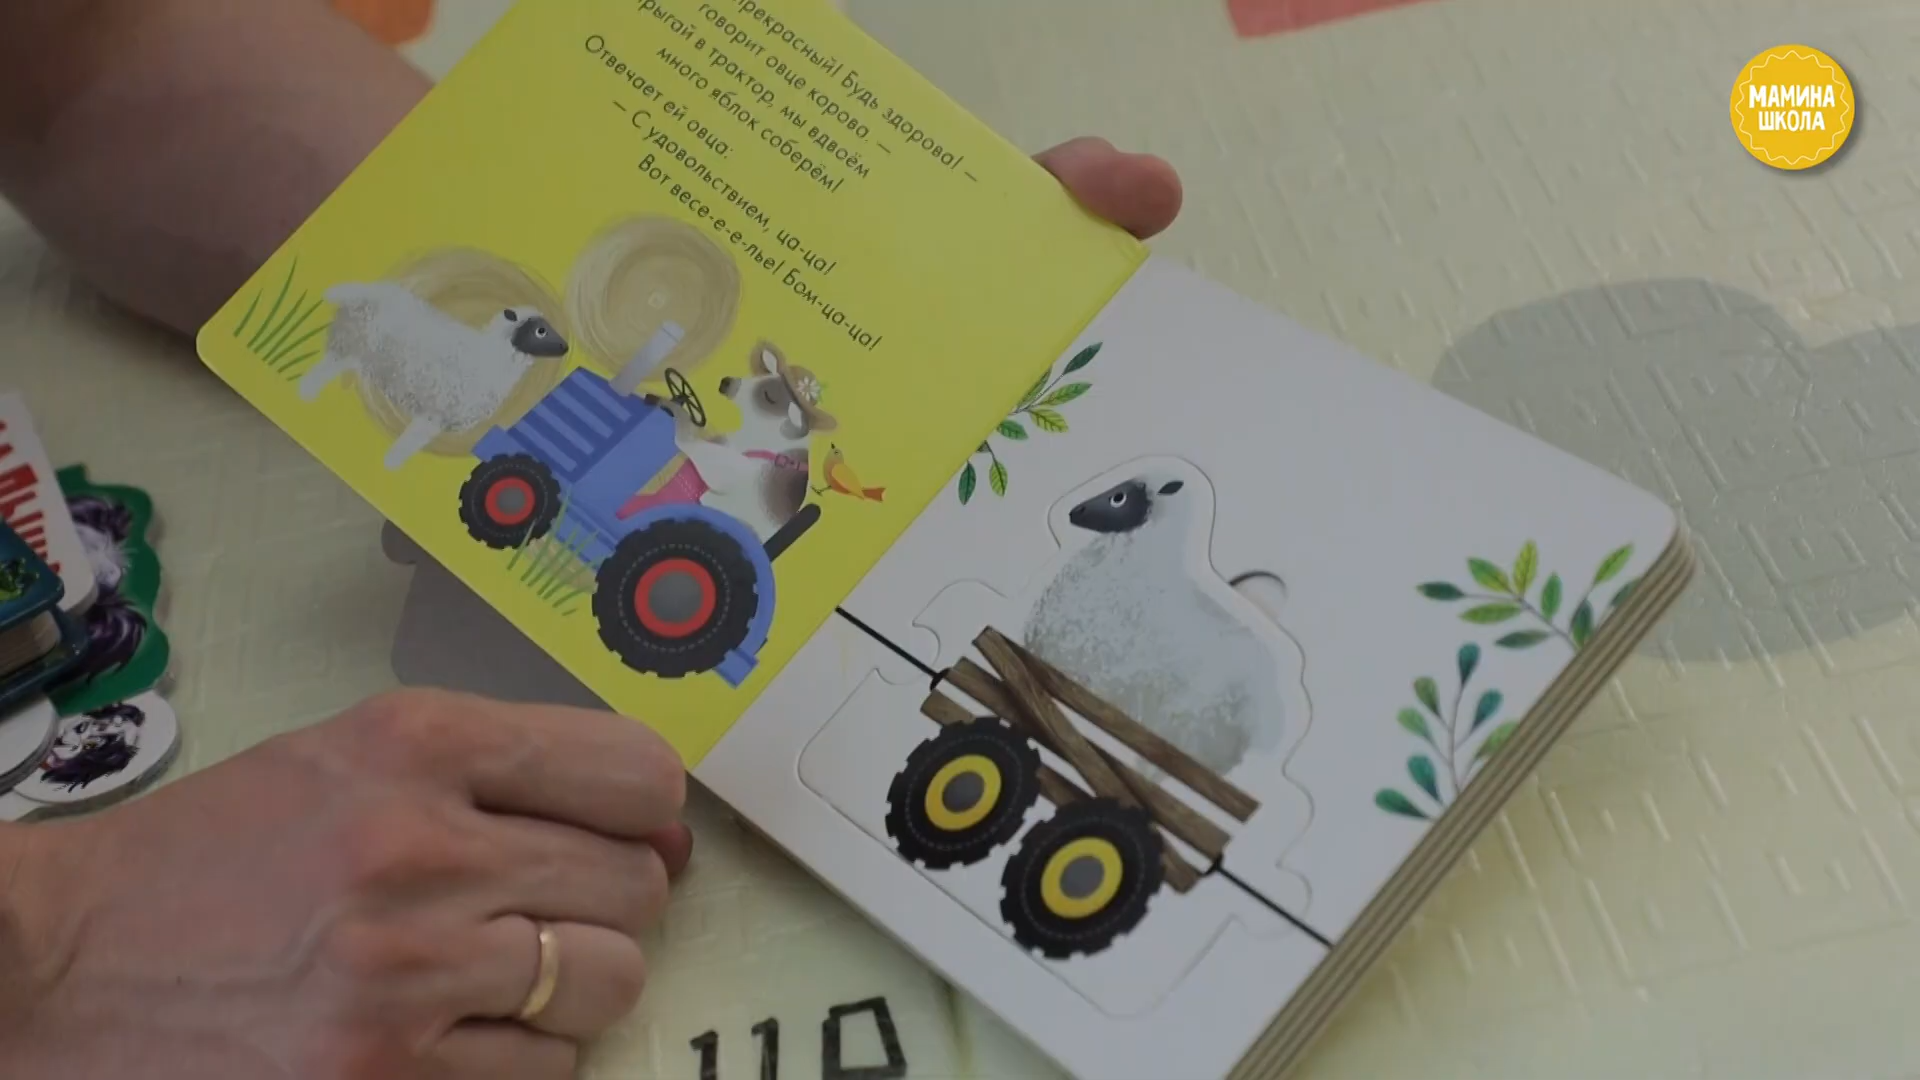 прекрасный! Будь здорова! –
говорит овце корова. –
рыгай в трактор, мы вдвоём
много яблок соберём!
Отвечает ей овца:
– С удовольствием, ца-ца!
Вот весе-е-е-лье! Бом-ца-ца!
МАМИНА
ШКОЛА